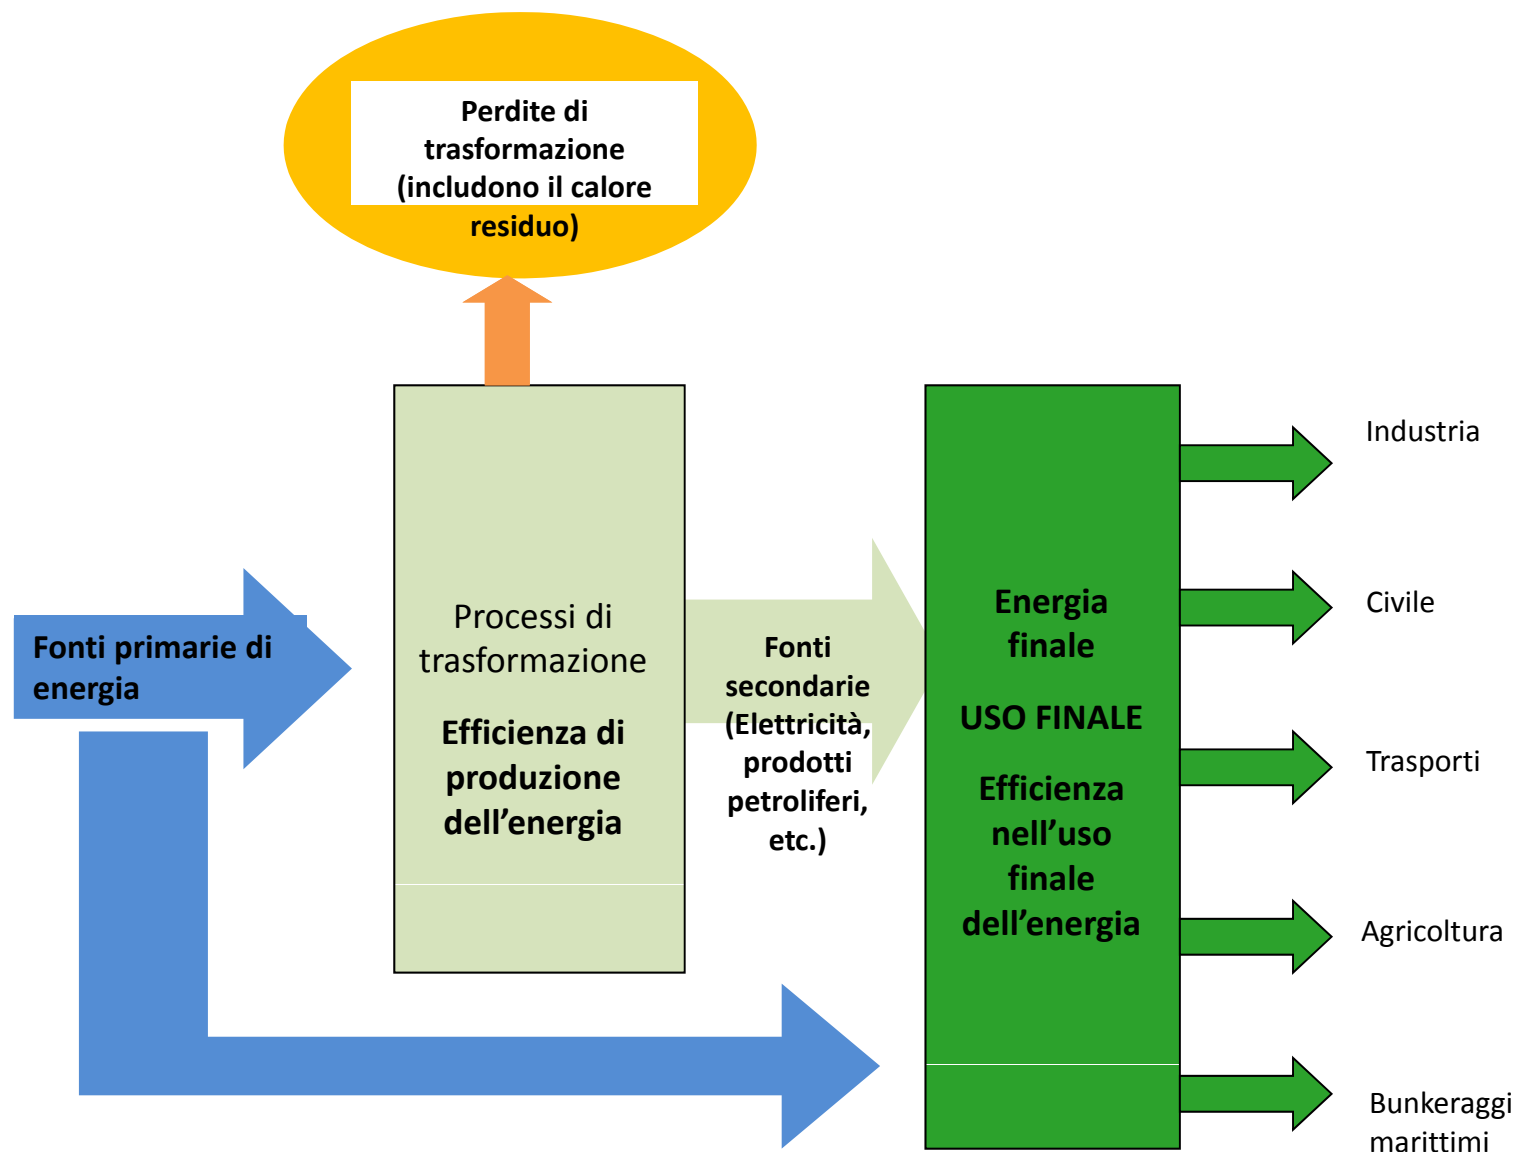 Perdite di
trasformazione
(includono il calore
residuo)
Fonti primarie di
energia
Processi di
trasformazione
Efficienza di
produzione
dell’energia
Fonti
secondarie
(Elettricità,
prodotti
petroliferi,
etc.)
Energia
finale
USO FINALE
Efficienza
nell’uso
finale
dell’energia
Industria
Civile
Trasporti
Agricoltura
Bunkeraggi
marittimi